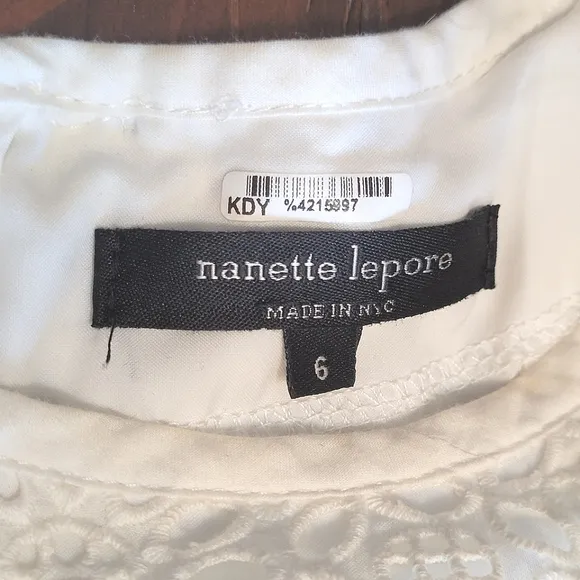 KDY %4215897
nanette lepore
MADE IN NYC
6